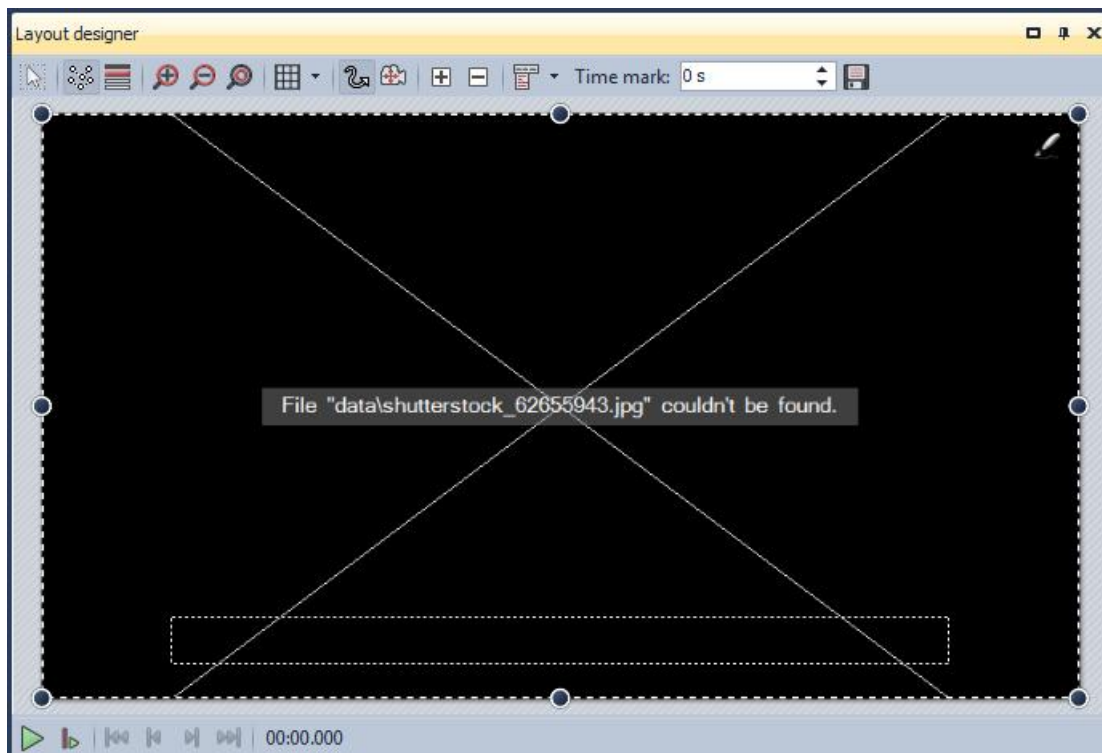 Layout designer
Time mark: 0 s
File "data\shutterstock_62655943.jpg" couldn't be found.
00:00.000